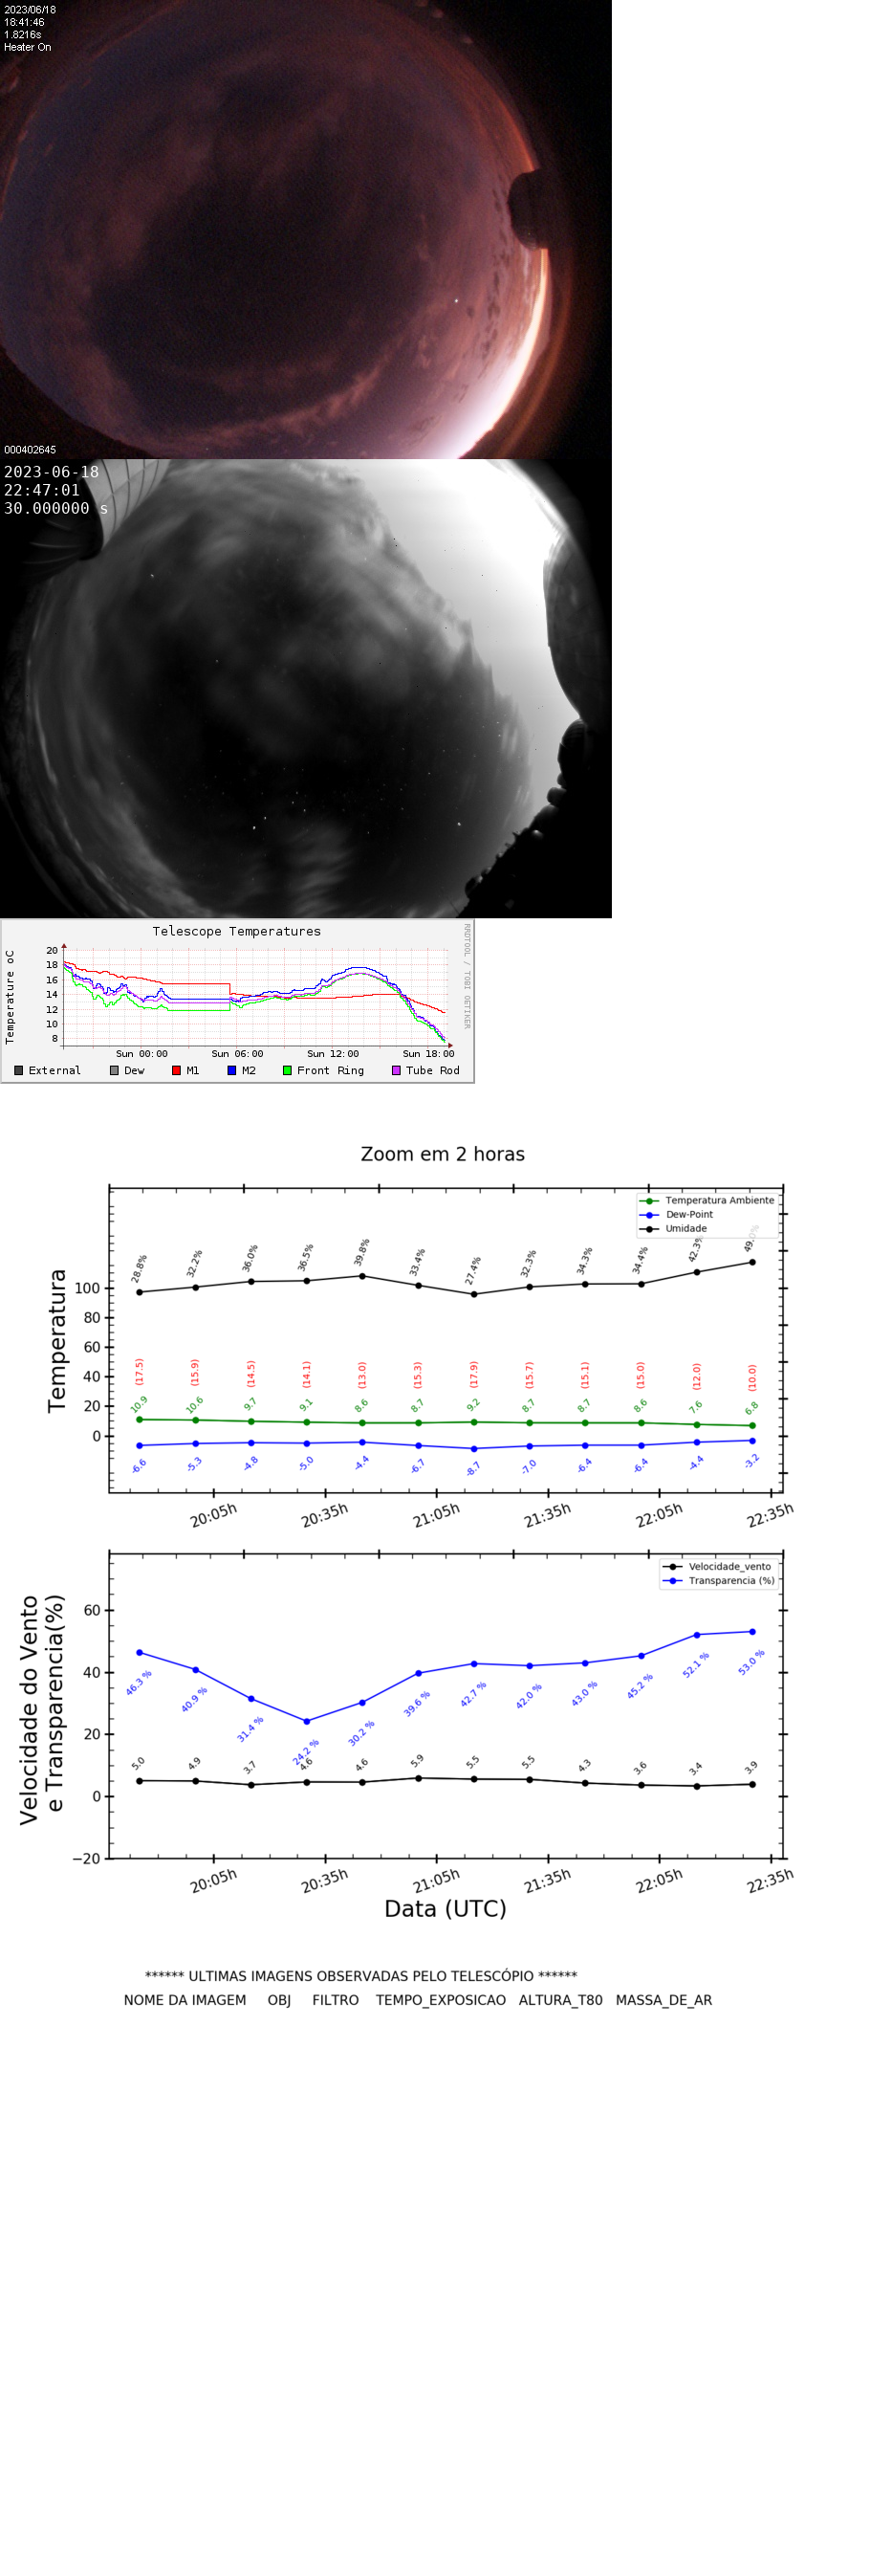 2023/06/18
18:41:46
1.8216s
Heater On
000402645
2023-06-18
22:47:01
30.000000 s
Telescope Temperatures
RRDTOOL / TOBI OETIKER
Temperature oC
20
18
16
14
12
10
8
Sun 00:00 Sun 06:00 Sun 12:00 Sun 18:00
External Dew M1 M2 Front Ring Tube Rod
Zoom em 2 horas
Temperatura Ambiente
Dew-Point
Umidade
Temperatura
100
80
60
40
20
0
28.8% 32.2% 36.0% 36.5% 39.8% 33.4% 27.4% 32.3% 34.3% 34.4% 42.3% 49.0%
(17.5) (15.9) (14.5) (14.1) (13.0) (15.3) (17.9) (15.7) (15.1) (15.0) (12.0) (10.0)
10.9 10.6 9.7 9.1 8.6 8.7 9.2 8.7 8.7 8.6 7.6 6.8
-6.6 -5.3 -4.8 -5.0 -4.4 -6.7 -8.7 -7.0 -6.4 -6.4 -4.4 -3.2
20:05h 20:35h 21:05h 21:35h 22:05h 22:35h
Velocidade_vento
Transparencia (%)
Velocidade do Vento
e Transparencia(%)
60
40
20
0
−20
46.3 % 40.9 % 31.4 % 24.2 % 30.2 % 39.6 % 42.7 % 42.0 % 43.0 % 45.2 % 52.1 % 53.0 %
5.0 4.9 3.7 4.6 4.6 5.9 5.5 5.5 4.3 3.6 3.4 3.9
20:05h 20:35h 21:05h 21:35h 22:05h 22:35h
Data (UTC)
****** ULTIMAS IMAGENS OBSERVADAS PELO TELESCÓPIO ******
NOME DA IMAGEM OBJ FILTRO TEMPO_EXPOSICAO ALTURA_T80 MASSA_DE_AR